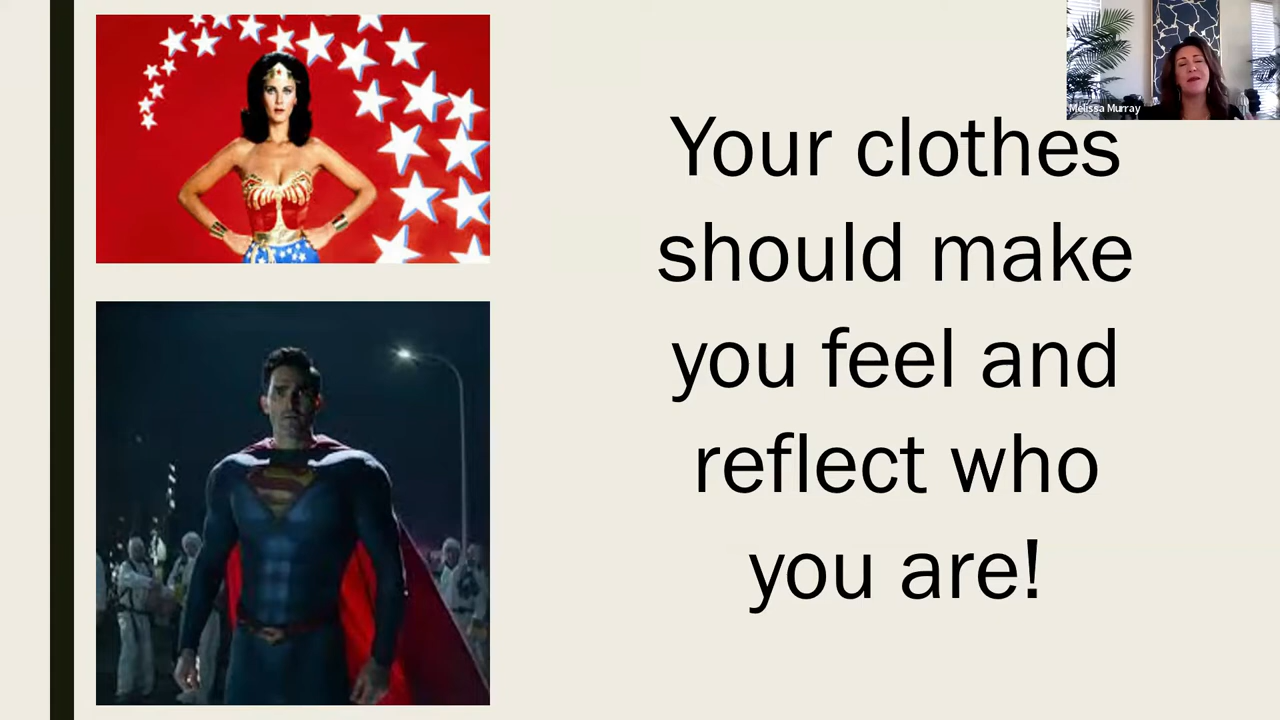 Melissa Murray
Your clothes
should make
you feel and
reflect who
you are!